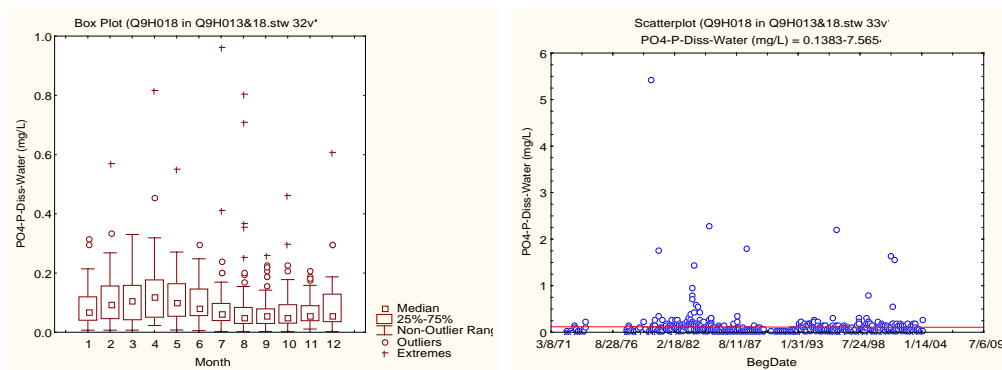 Box Plot (Q9H018 in Q9H013&18.stw 32v*
PO4-P-Diss-Water (mg/L)
1.0
0.8
0.6
0.4
0.2
0.0
1 2 3 4 5 6 7 8 9 10 11 12
Month
Median
25%-75%
Non-Outlier Rang
Outliers
Extremes
Scatterplot (Q9H018 in Q9H013&18.stw 33v*
PO4-P-Diss-Water (mg/L) = 0.1383-7.565
PO4-P-Diss-Water (mg/L)
6
5
4
3
2
1
0
3/8/71 8/28/76 2/18/82 8/11/87 1/31/93 7/24/98 1/14/04 7/6/09
BegDate